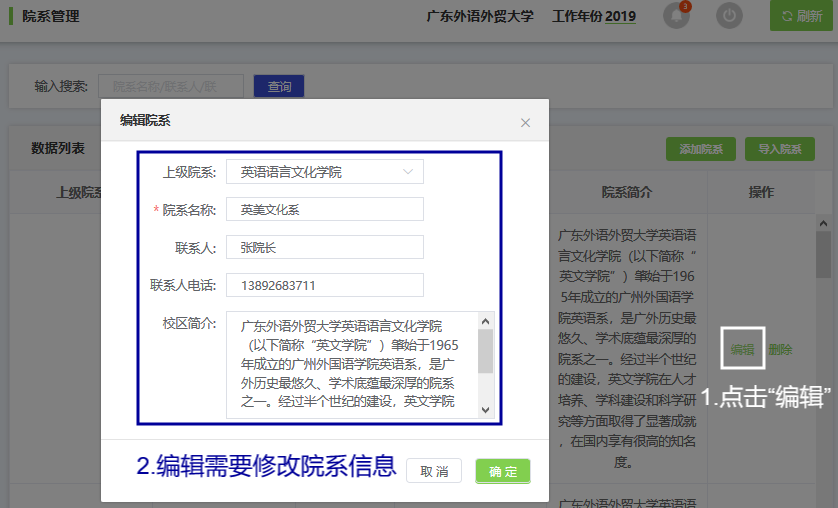 院系管理
广东外语外贸大学 工作年份 2019
3
刷新
输入搜索:
院系名称/联系人/联
查询
数据列表
添加院系
导入院系
上级院系
院系简介
操作
编辑院系
×
上级院系: 英语语言文化学院
* 院系名称: 英美文化系
联系人: 张院长
联系人电话: 13892683711
校区简介: 广东外语外贸大学英语语言文化学院
（以下简称“英文学院”）肇始于1965
年成立的广州外国语学院英语系，是广
外历史最悠久、学术底蕴最深厚的院系
之一。经过半个世纪的建设，英文学院
2.编辑需要修改院系信息
取 消
确 定
广东外语外贸大学英语语
言文化学院（以下简称“
英文学院”）肇始于196
5年成立的广州外国语学
院英语系，是广外历史最
悠久、学术底蕴最深厚的
院系之一。经过半个世纪
的建设，英文学院在人才
培养、学科建设和科学研
究等方面取得了显著成就
，在国内享有很高的知名
度。
编辑 删除
1.点击“编辑”
广东外语外贸大学英语语